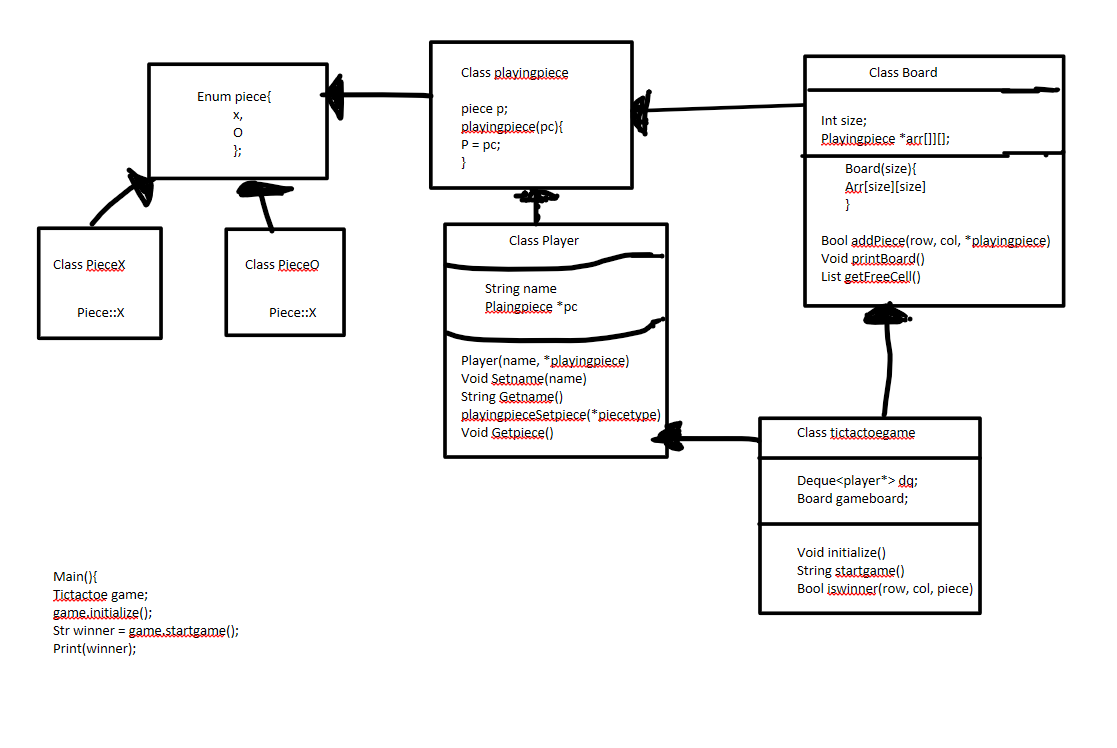 Enum piece{
x,
O
};
Class playingpiece
piece p;
playingpiece(pc){
P = pc;
}
Class Board
Int size;
Playingpiece *arr[]][];
Board(size){
Arr[size][size]
}
Bool addPiece(row, col, *playingpiece)
Void printBoard()
List getFreeCell()
Class PieceX
Piece::X
Class PieceO
Piece::X
Class Player
String name
Plaingpiece *pc
Player(name, *playingpiece)
Void Setname(name)
String Getname()
playingpieceSetpiece(*piecetype)
Void Getpiece()
Class tictactoegame
Deque<player*> dq;
Board gameboard;
Void initialize()
String startgame()
Bool iswinner(row, col, piece)
Main(){
Tictactoe game;
game.initialize();
Str winner = game.startgame();
Print(winner);